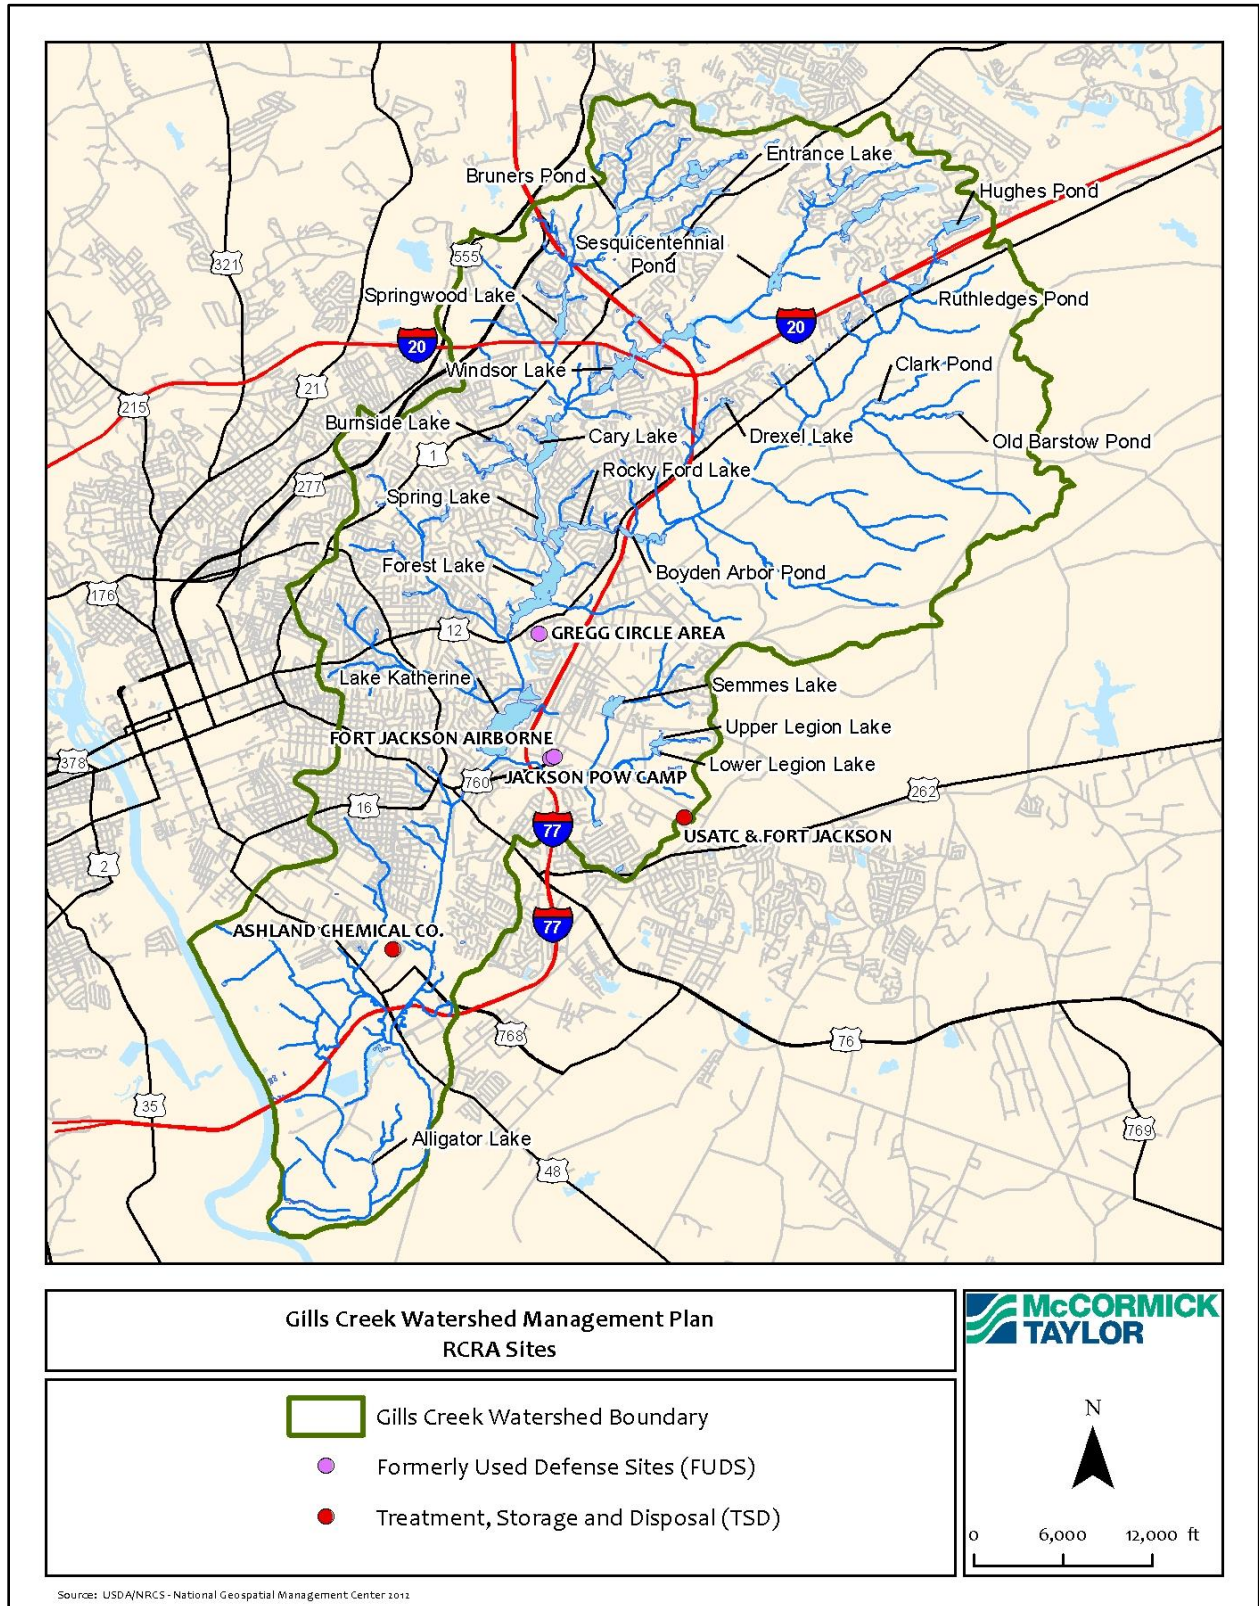 Entrance Lake
Bruners Pond
Hughes Pond
Sesquicentennial
Pond
555
321
Springwood Lake
Ruthledges Pond
20
20
Windsor Lake
Clark Pond
21
215
Burnside Lake
Cary Lake
Drexel Lake
Old Barstow Pond
1
Rocky Ford Lake
277
Spring Lake
Forest Lake
Boyden Arbor Pond
176
12
GREGG CIRCLE AREA
Lake Katherine
Semmes Lake
Upper Legion Lake
FORT JACKSON AIRBORNE
378
Lower Legion Lake
760
JACKSON POW CAMP
262
16
77
USATC & FORT JACKSON
2
77
ASHLAND CHEMICAL CO.
768
76
35
769
Alligator Lake
48
Gills Creek Watershed Management Plan
RCRA Sites
McCORMICK
TAYLOR
Gills Creek Watershed Boundary
Formerly Used Defense Sites (FUDS)
Treatment, Storage and Disposal (TSD)
N
0 6,000 12,000 ft
Source: USDA/NRCS - National Geospatial Management Center 2012